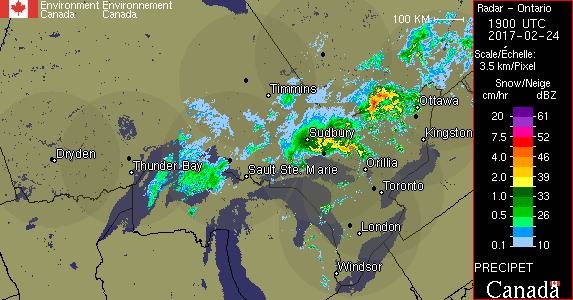 Environment Environnement
Canada Canada
100 KM
Timmins
Ottawa
Sudbury
Kingston
Dryden
Thunder Bay
Sault Ste. Marie
Orillia
Toronto
London
Windsor
Radar - Ontario
1900 UTC
2017-02-24
Scale/Échelle:
3.5 km/Pixel
Snow/Neige
cm/hr dBZ
20 61
7.5 52
4.0 46
2.0 39
1.0 33
0.5 26
0.1 10
PRECIPET
Canada